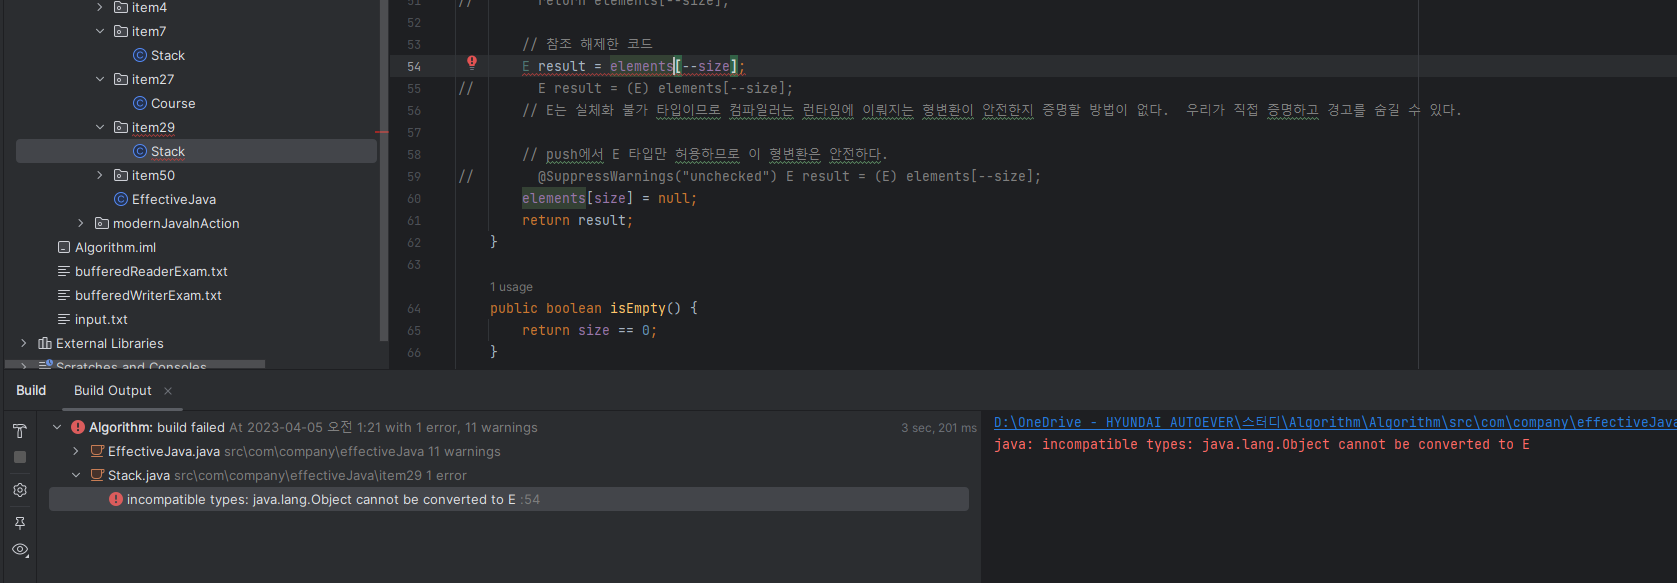 item4
item7
Stack
item27
Course
item29
Stack
item50
EffectiveJava
modernJavaInAction
Algorithm.iml
bufferedReaderExam.txt
bufferedWriterExam.txt
input.txt
External Libraries
Scratches and Consoles
51 // return elements[--size];
52
53 // 참조 해제한 코드
54 E result = elements[--size];
55 // E result = (E) elements[--size];
56 // E는 실체화 불가 타입이므로 컴파일러는 런타임에 이뤄지는 형변환이 안전한지 증명할 방법이 없다. 우리가 직접 증명하고 경고를 숨길 수 있다.
57
58 // push에서 E 타입만 허용하므로 이 형변환은 안전하다.
59 // @SuppressWarnings("unchecked") E result = (E) elements[--size];
60 elements[size] = null;
61 return result;
62 }
63
1 usage
64 public boolean isEmpty() {
65 return size == 0;
66 }
Build Build Output ×
Algorithm: build failed At 2023-04-05 오전 1:21 with 1 error, 11 warnings 3 sec, 201 ms
EffectiveJava.java src\com\company\effectiveJava 11 warnings
Stack.java src\com\company\effectiveJava\item29 1 error
incompatible types: java.lang.Object cannot be converted to E :54
D:\OneDrive - HYUNDAI AUTOEVER\스터디\Algorithm\Algorithm\src\com\company\effectiveJava
java: incompatible types: java.lang.Object cannot be converted to E